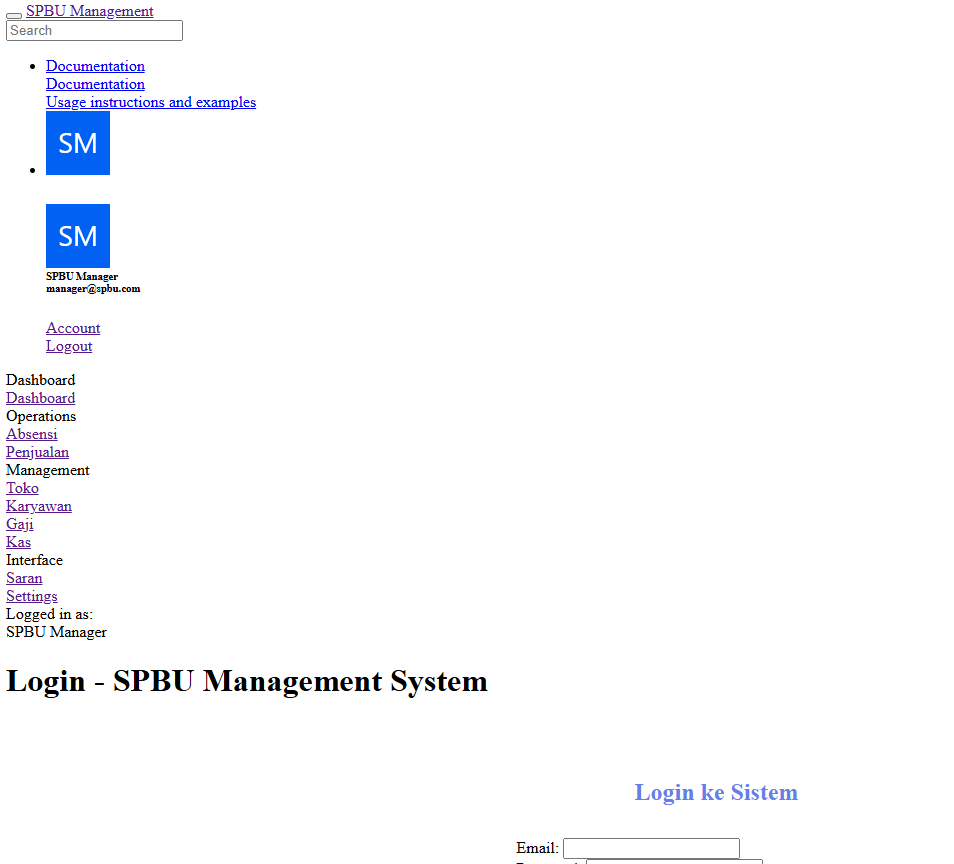 SPBU Management
Search
Documentation
Documentation
Usage instructions and examples
SM
SM
SPBU Manager
manager@spbu.com
Account
Logout
Dashboard
Dashboard
Operations
Absensi
Penjualan
Management
Toko
Karyawan
Gaji
Kas
Interface
Saran
Settings
Logged in as:
SPBU Manager
Login - SPBU Management System
Login ke Sistem
Email: